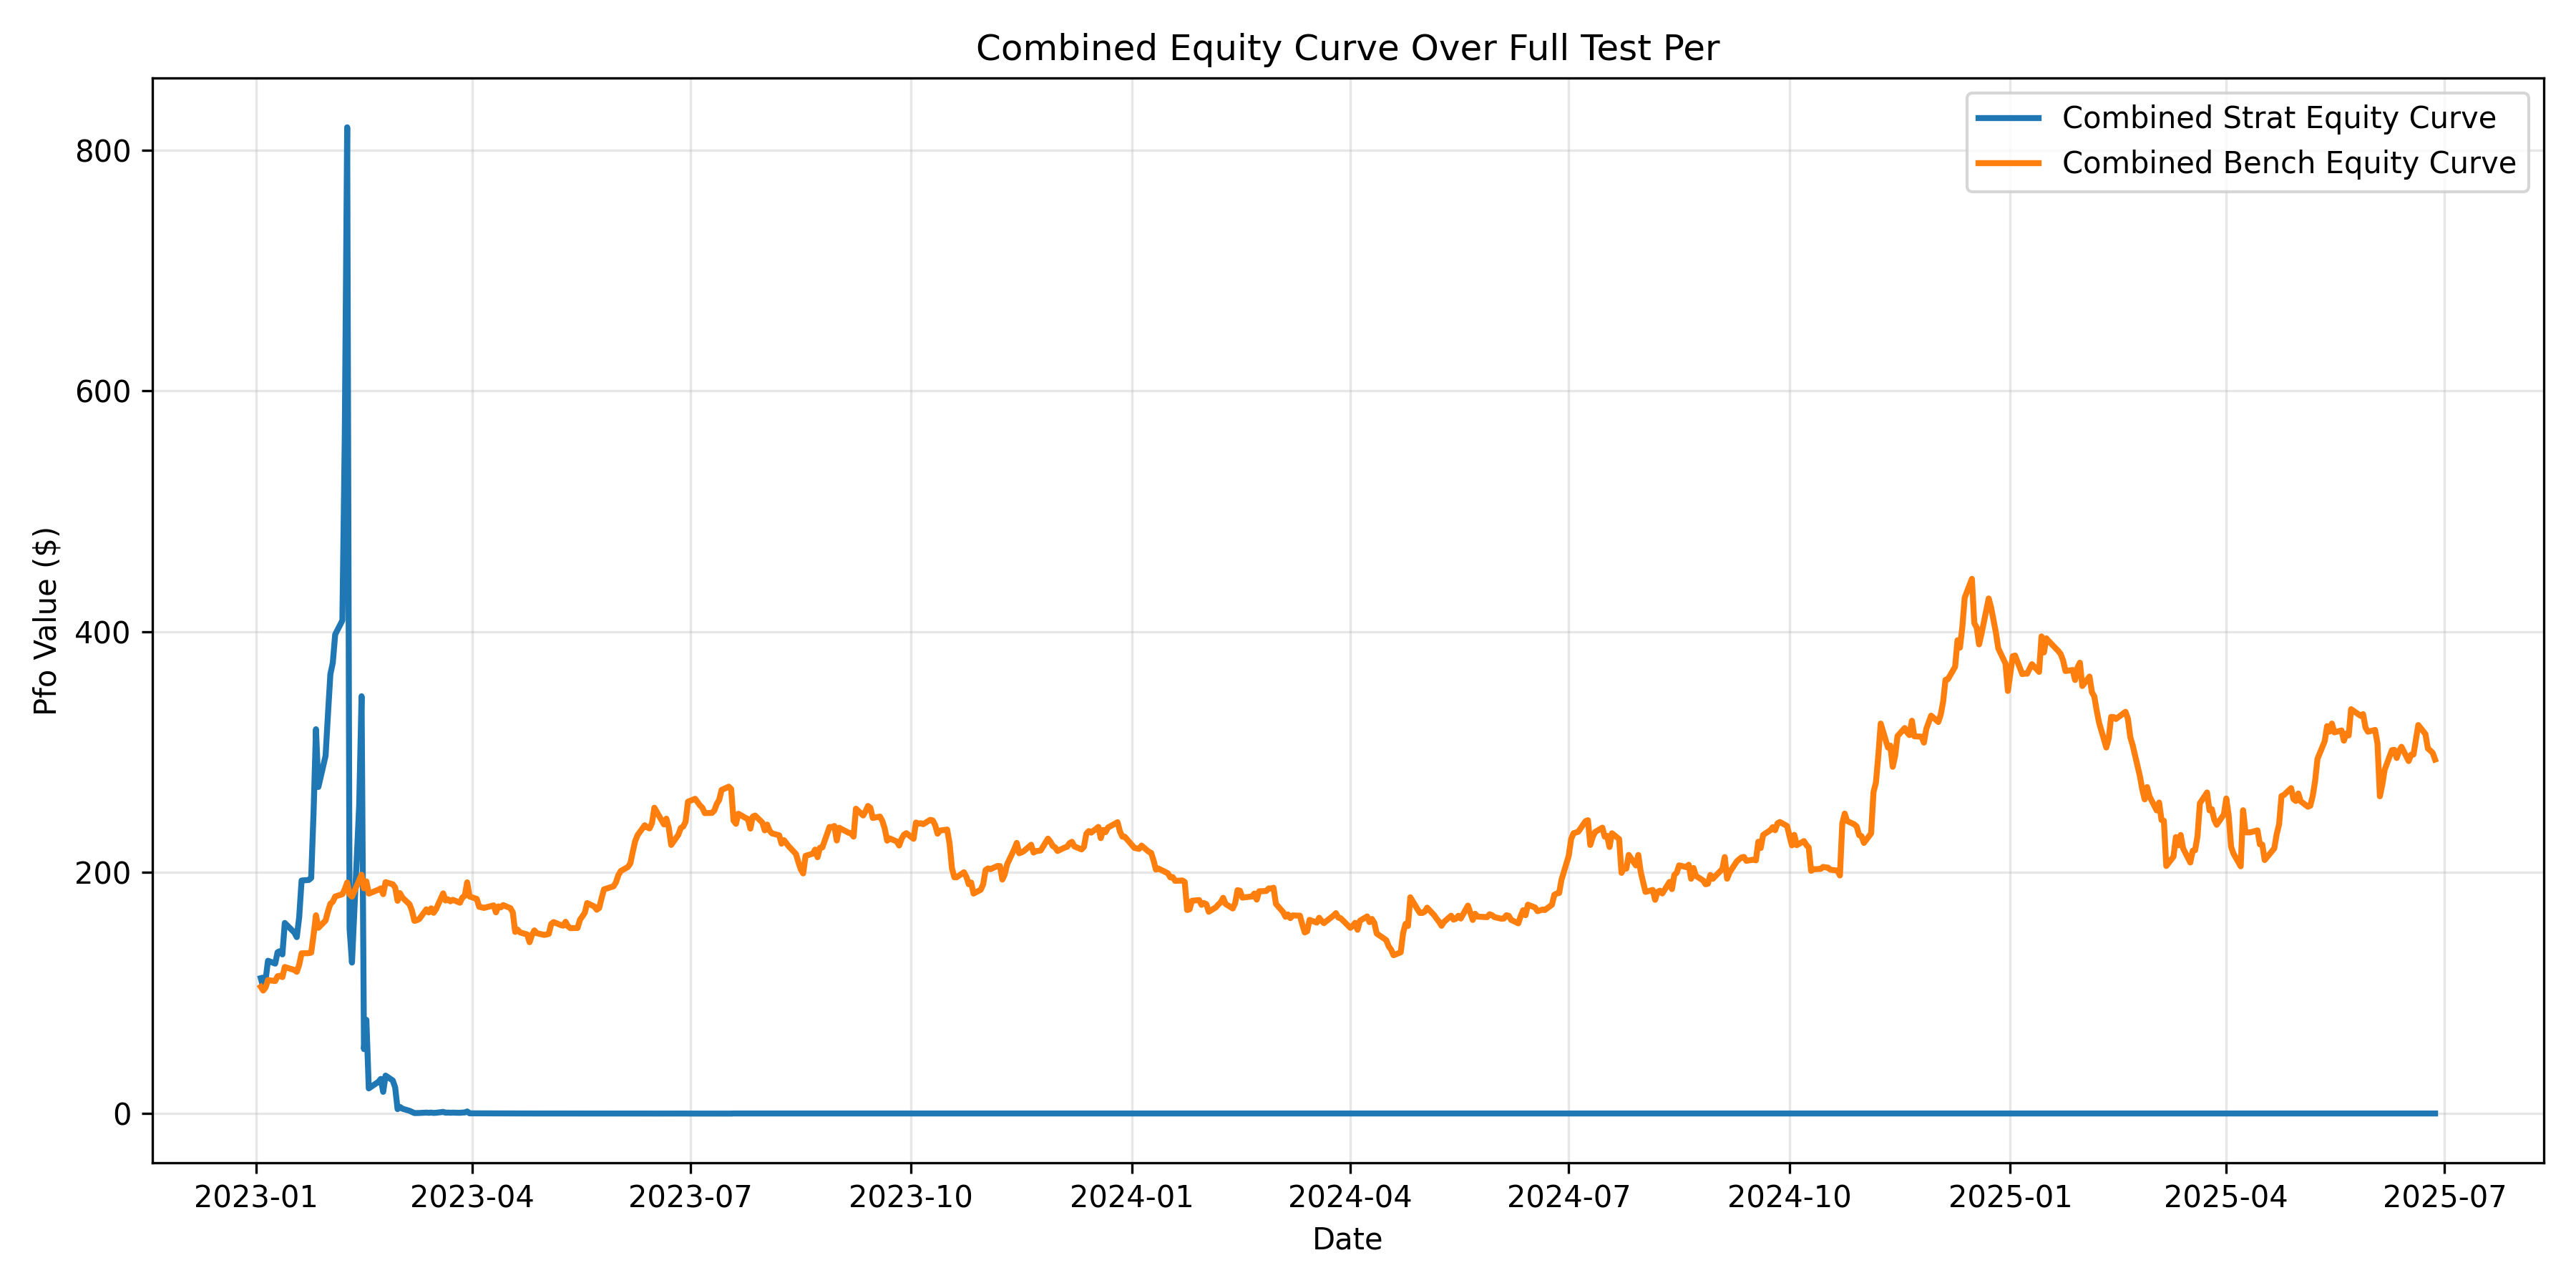 Combined Equity Curve Over Full Test Per
Combined Strat Equity Curve
Combined Bench Equity Curve
Pfo Value ($)
800
600
400
200
0
2023-01 2023-04 2023-07 2023-10 2024-01 2024-04 2024-07 2024-10 2025-01 2025-04 2025-07
Date